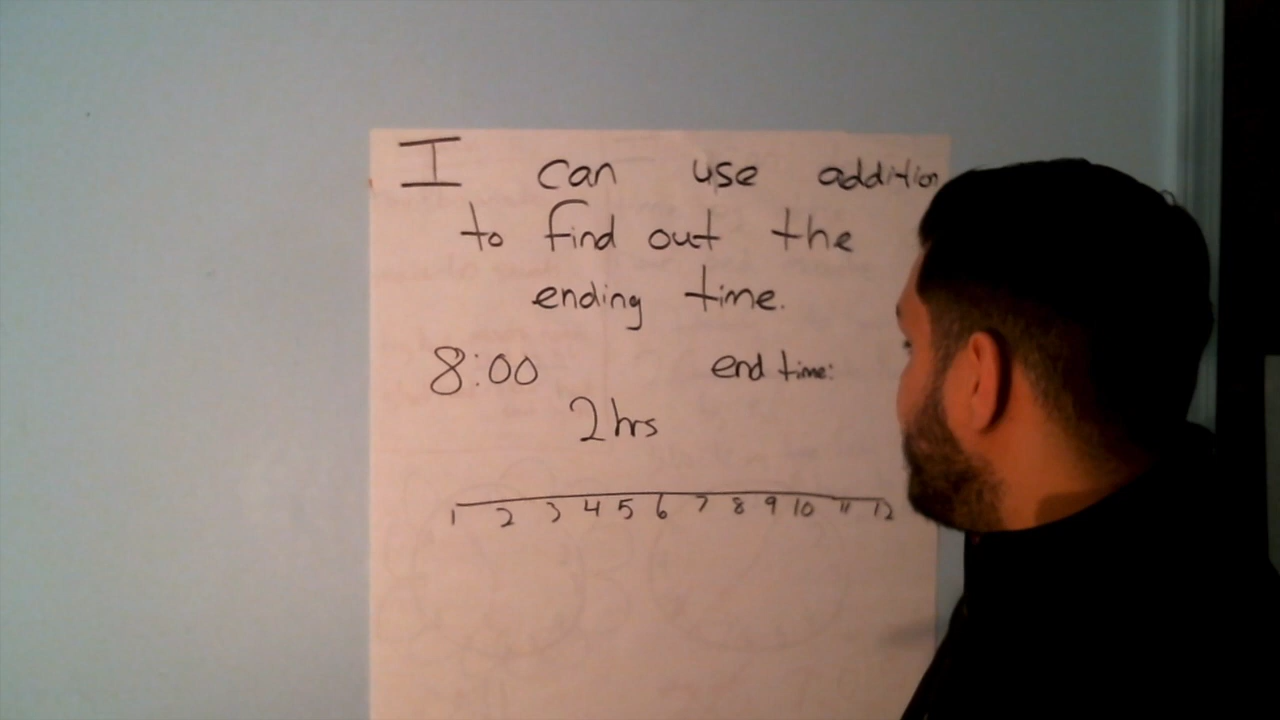 I can use addition
to find out the
ending time.
8:00 end time:
2 hrs
1 2 3 4 5 6 7 8 9 10 11 12